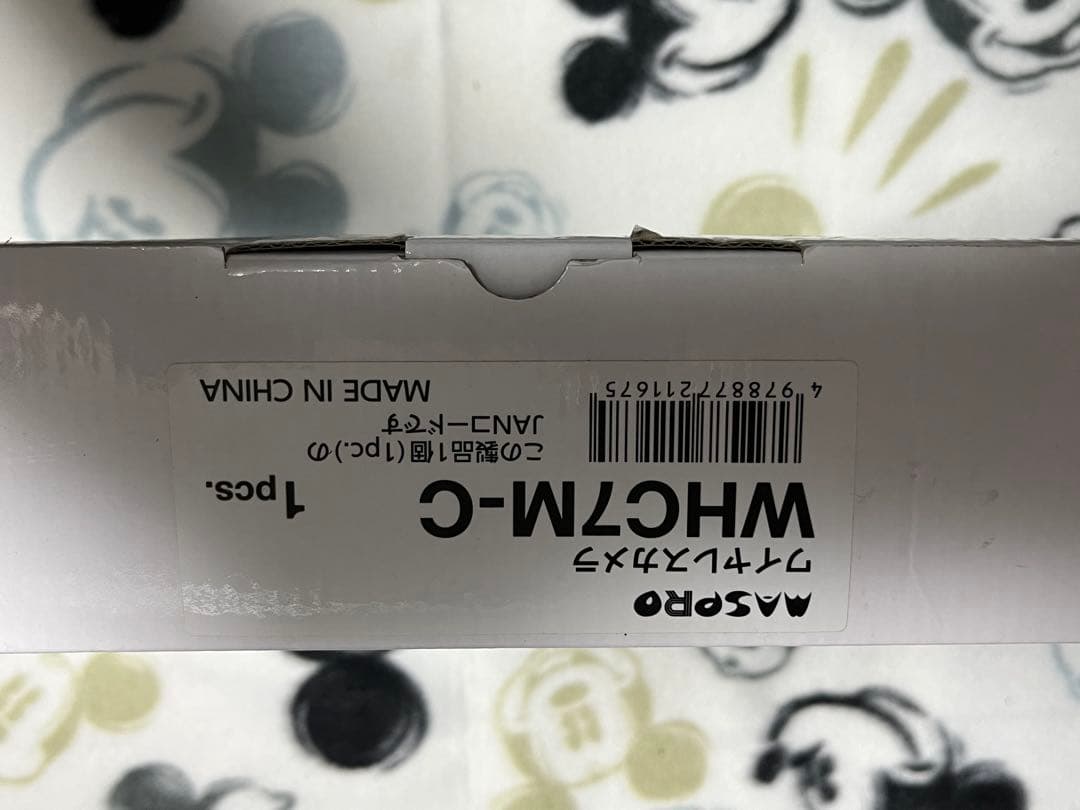 MASPRO
ワイヤレスカメラ
WHC7M-C 1pcs.
この製品1個(1pc.)の
JANコードです
4 978877 211675
MADE IN CHINA